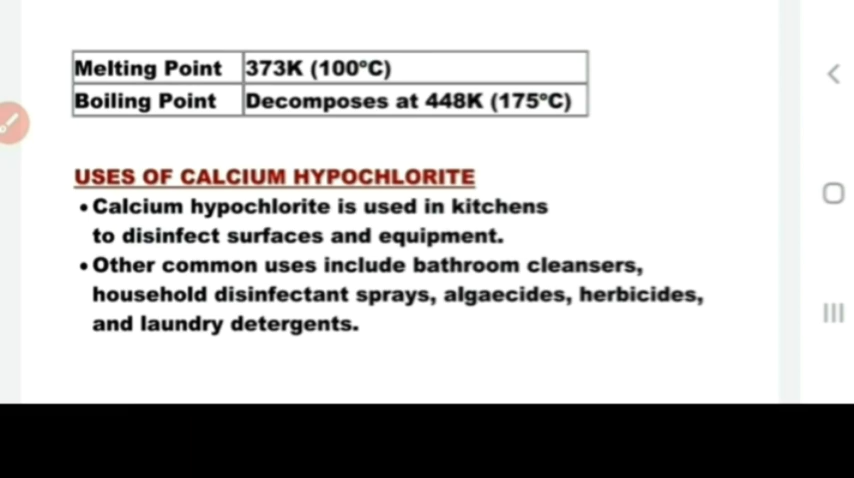 Melting Point 373K (100°C)
Boiling Point Decomposes at 448K (175°C)
USES OF CALCIUM HYPOCHLORITE
• Calcium hypochlorite is used in kitchens
to disinfect surfaces and equipment.
• Other common uses include bathroom cleansers,
household disinfectant sprays, algaecides, herbicides,
and laundry detergents.